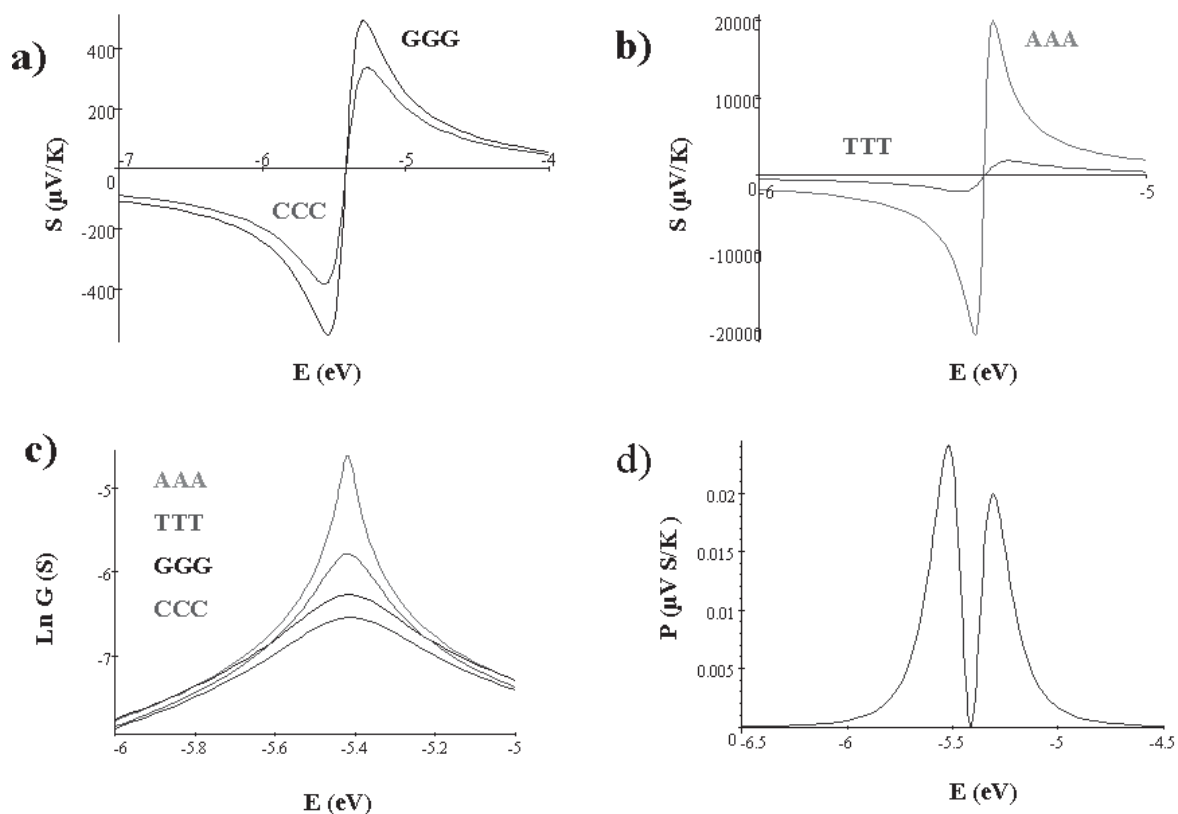 a)
GGG
CCC
400
200
0
-200
-400
-7
-6
-5
-4
S (µV/K)
E (eV)
b)
AAA
TTT
20000
10000
0
-10000
-20000
-6
-5
S (µV/K)
E (eV)
c)
AAA
TTT
GGG
CCC
-5
-6
-7
-6
-5.8
-5.6
-5.4
-5.2
-5
Ln G (S)
E (eV)
d)
0.02
0.015
0.01
0.005
0
-6.5
-6
-5.5
-5
-4.5
P (µV S/K )
E (eV)